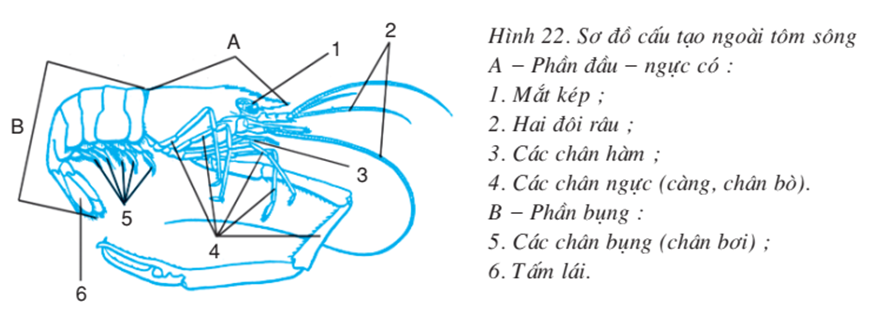 A
1
2
B
3
5
4
6
Hình 22. Sơ đồ cấu tạo ngoài tôm sông
A – Phần đầu – ngực có :
1. Mắt kép ;
2. Hai đôi râu ;
3. Các chân hàm ;
4. Các chân ngực (càng, chân bò).
B – Phần bụng :
5. Các chân bụng (chân bơi) ;
6. Tấm lái.